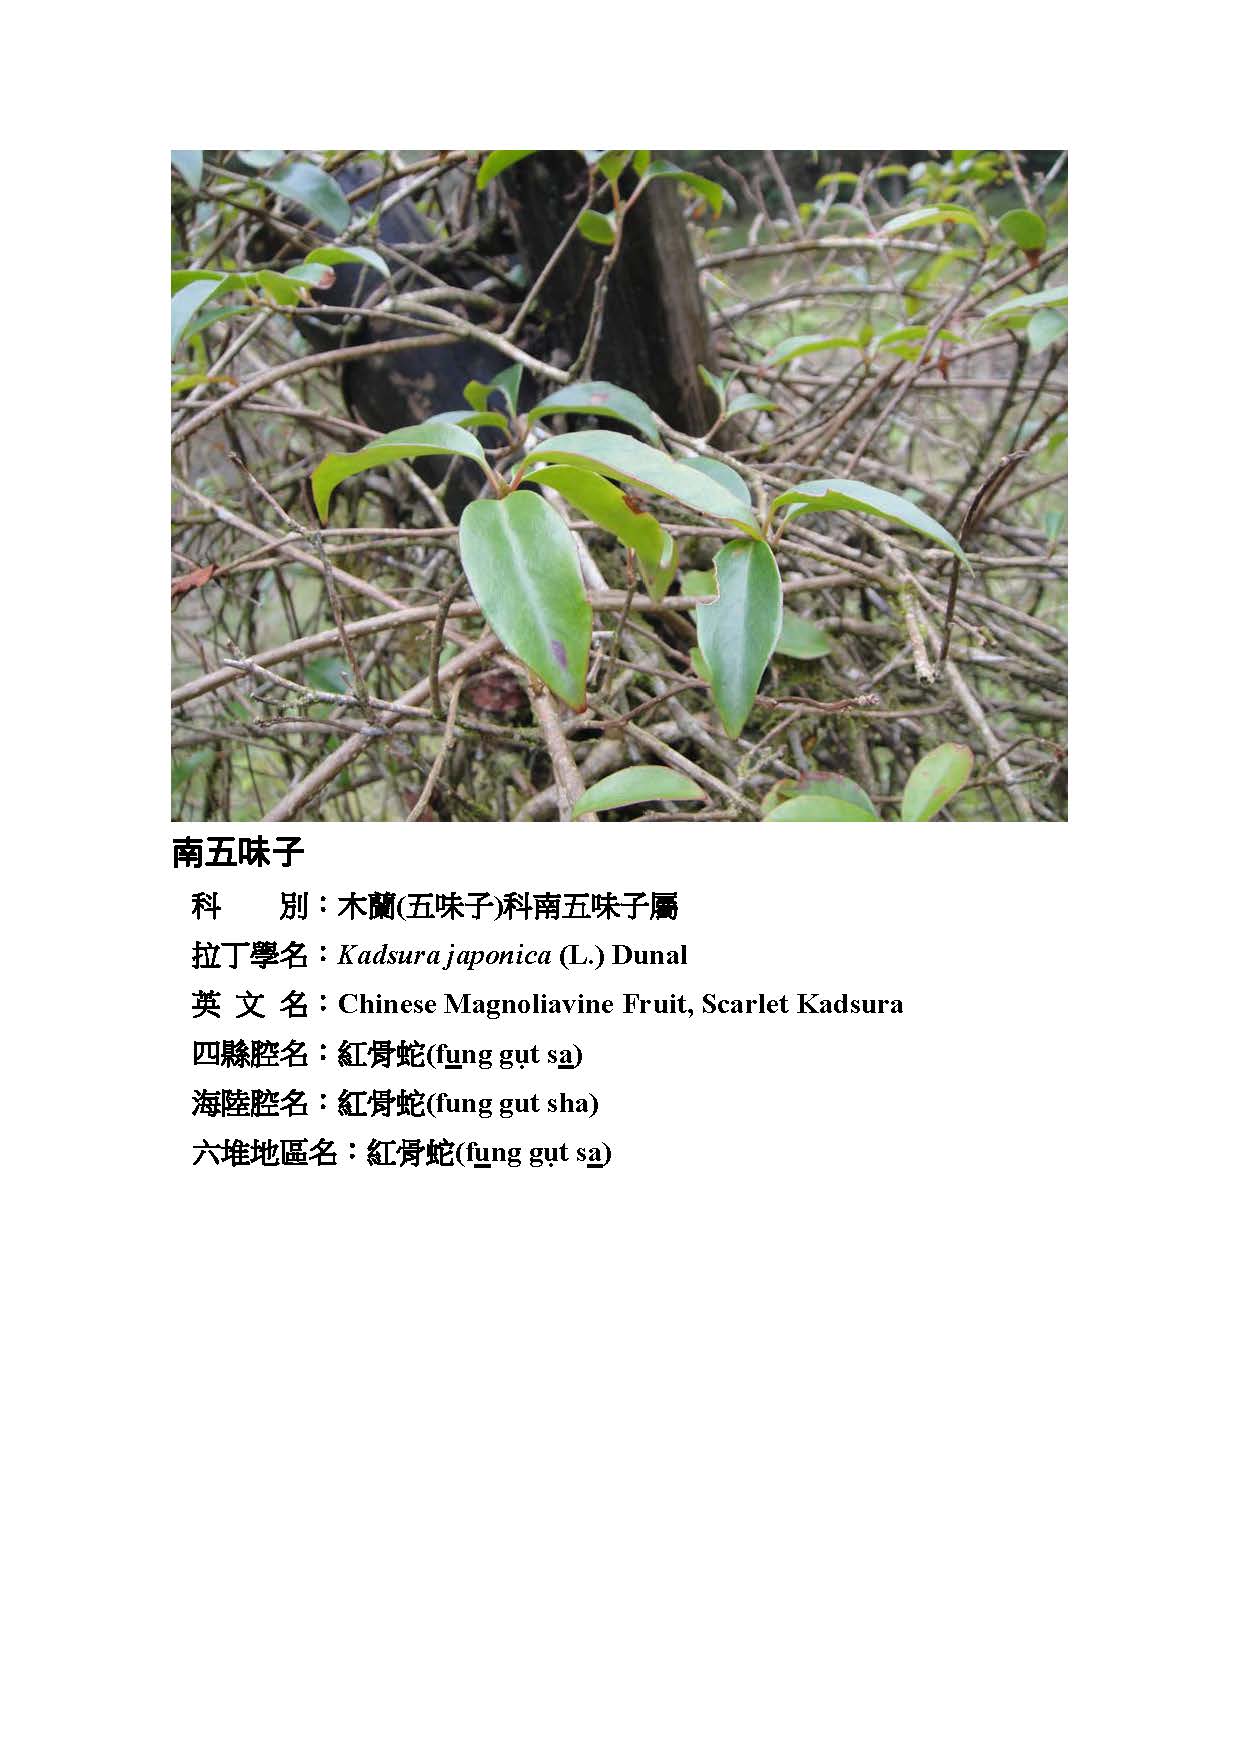 南五味子
科　　別：木蘭(五味子)科南五味子屬
拉丁學名：Kadsura japonica (L.) Dunal
英 文 名：Chinese Magnoliavine Fruit, Scarlet Kadsura
四縣腔名：紅骨蛇(fu̲ng gụt sa̲)
海陸腔名：紅骨蛇(fung gut sha)
六堆地區名：紅骨蛇(fu̲ng gụt sa̲)